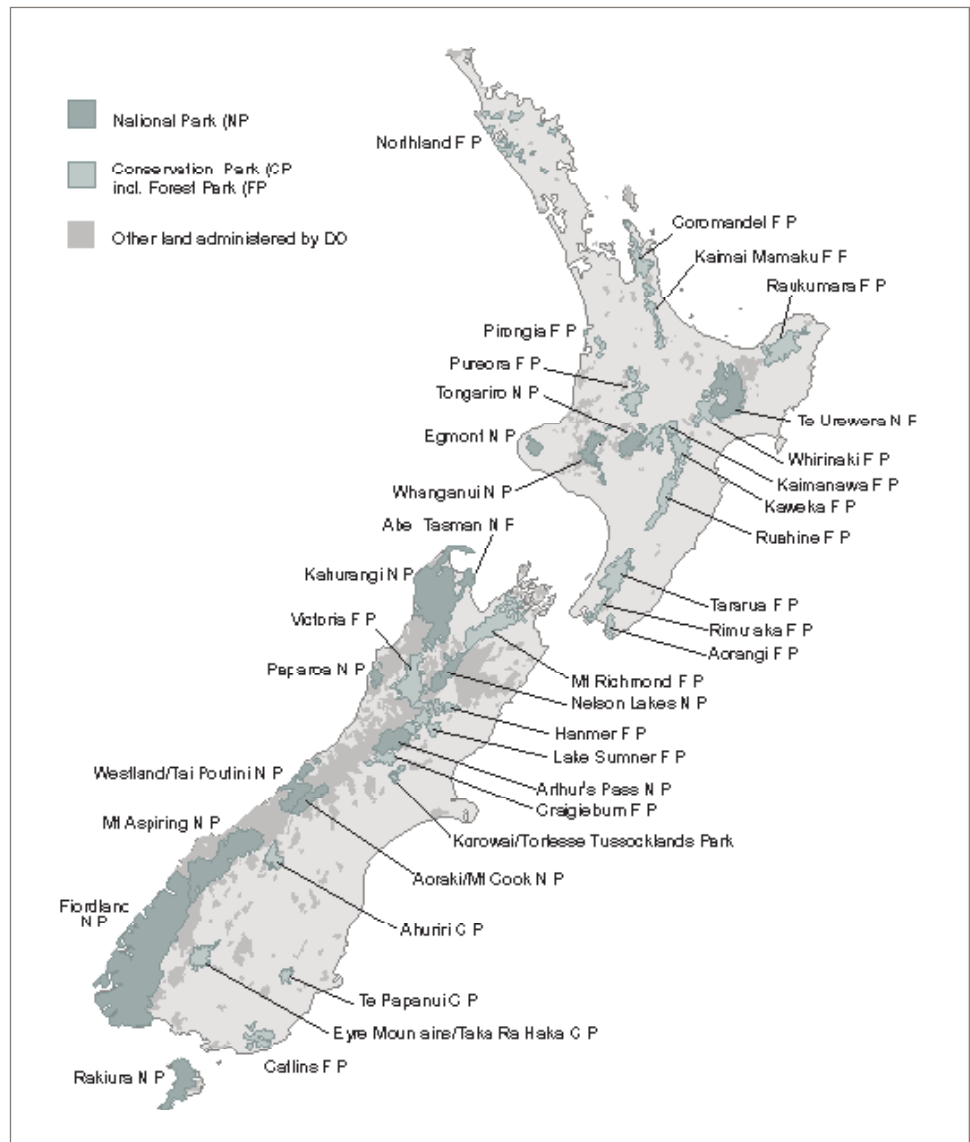 National Park (NP
Conservation Park (CP
incl. Forest Park (FP
Other land administered by DO
Northland F P
Coromandel F P
Kaimai Mamaku F F
Raukumara F P
Pirongia F P
Pureora F P
Tongariro N P
Egmont N P
Te Urewera N F
Whirinaki F P
Whanganui N P
Kaimanawa F P
Kaweka F P
Abe Tasman N F
Ruahine F P
Kahurangi N P
Tararua F P
Victoria F P
Rimutaka F P
Aorangi F P
Paparoa N P
Mt Richmond F P
Nelson Lakes N P
Hanmer F P
Lake Sumner F P
Westland/Tai Poutini N P
Arthur's Pass N P
Craigieburn F P
Mt Aspiring N P
Korowai/Torlesse Tussocklands Park
Aoraki/Mt Cook N P
Fiordland
N P
Ahuriri C P
Te Papanui C P
Eyre Mountains/Taka Ra Haka C P
Catlins F P
Rakiura N P